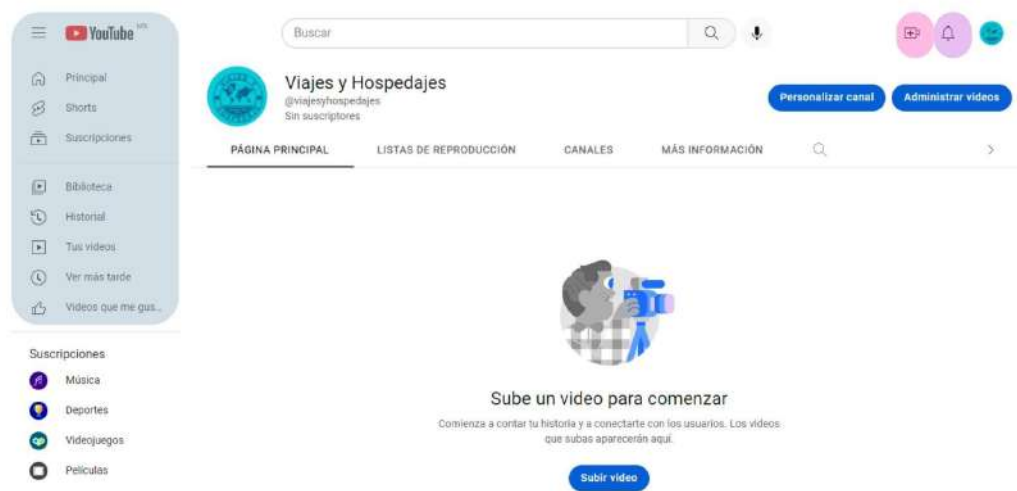 YouTube MX
Buscar
Principal
Shorts
Suscripciones
Biblioteca
Historial
Tus videos
Ver más tarde
Videos que me gus...
Suscripciones
Música
Deportes
Videojuegos
Películas
Viajes y Hospedajes
@viajesyhospedajes
Sin suscriptores
Personalizar canal
Administrar videos
PÁGINA PRINCIPAL
LISTAS DE REPRODUCCIÓN
CANALES
MÁS INFORMACIÓN
Sube un video para comenzar
Comienza a contar tu historia y a conectarte con los usuarios. Los videos
que subas aparecerán aquí.
Subir video